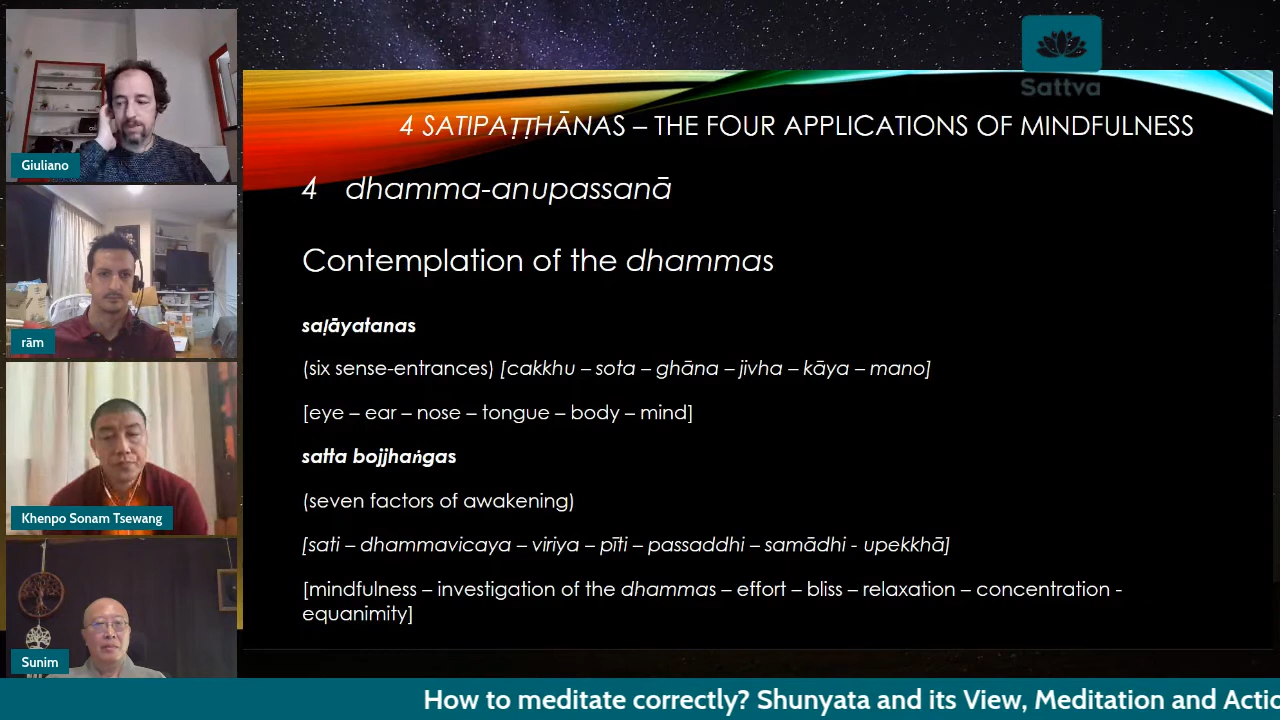 Giuliano
rām
Khenpo Sonam Tsewang
Sunim
Sattva
4 SATIPAṬṬHĀNAS – THE FOUR APPLICATIONS OF MINDFULNESS
4 dhamma-anupassanā
Contemplation of the dhammas
saḷāyatanas
(six sense-entrances) [cakkhu – sota – ghāna – jivha – kāya – mano]
[eye – ear – nose – tongue – body – mind]
satta bojjhaṅgas
(seven factors of awakening)
[sati – dhammavicaya – viriya – pīti – passaddhi – samādhi - upekkhā]
[mindfulness – investigation of the dhammas – effort – bliss – relaxation – concentration -
equanimity]
How to meditate correctly? Shunyata and its View, Meditation and Actio